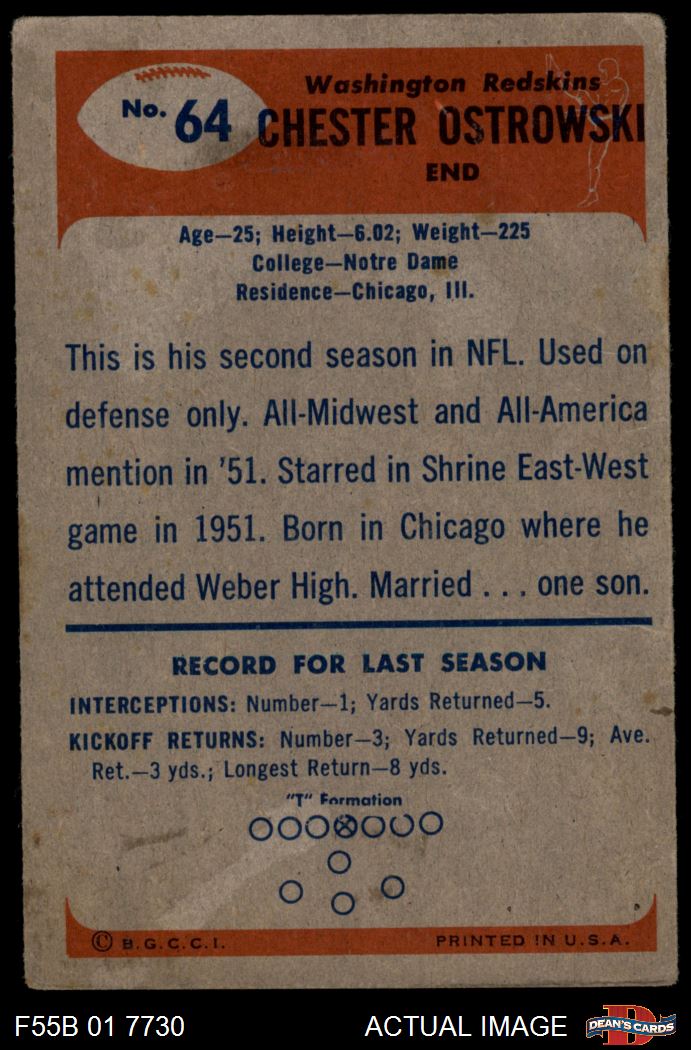 Washington Redskins
No. 64 CHESTER OSTROWSKI
END
Age—25; Height—6.02; Weight—225
College—Notre Dame
Residence—Chicago, Ill.
This is his second season in NFL. Used on
defense only. All-Midwest and All-America
mention in '51. Starred in Shrine East-West
game in 1951. Born in Chicago where he
attended Weber High. Married . . . one son.
RECORD FOR LAST SEASON
INTERCEPTIONS: Number—1; Yards Returned—5.
KICKOFF RETURNS: Number—3; Yards Returned—9; Ave.
Ret.—3 yds.; Longest Return—8 yds.
"T" Formation
© B.G.C.C.I. PRINTED IN U.S.A.
F55B 01 7730 ACTUAL IMAGE DEAN'S CARDS